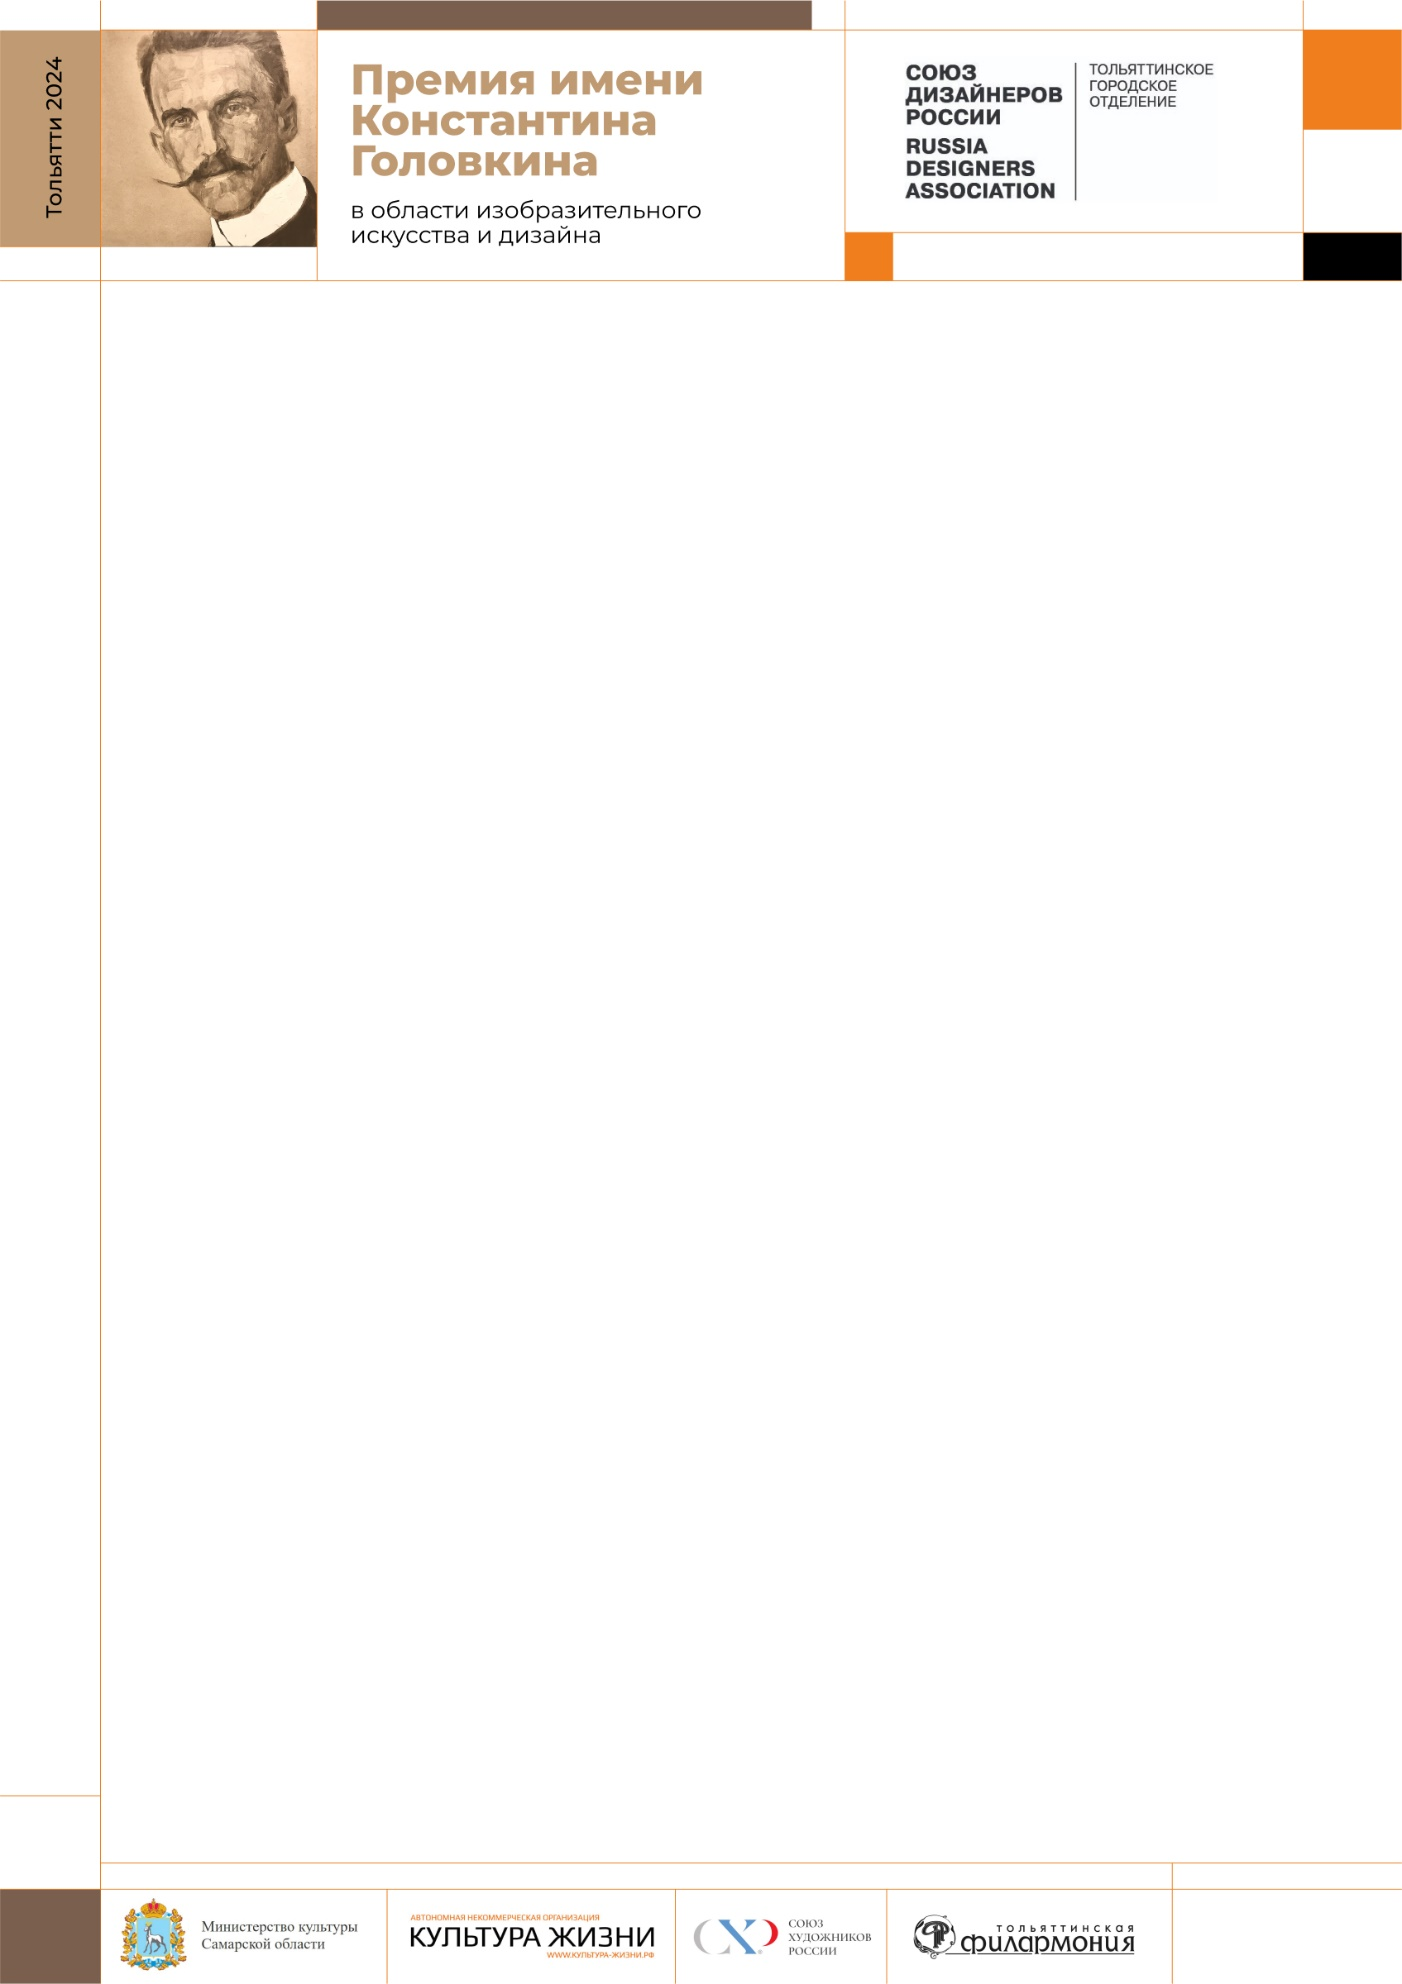 Тольятти 2024
Премия имени
Константина
Головкина
в области изобразительного
искусства и дизайна
СОЮЗ
ДИЗАЙНЕРОВ
РОССИИ
RUSSIA
DESIGNERS
ASSOCIATION
ТОЛЬЯТТИНСКОЕ
ГОРОДСКОЕ
ОТДЕЛЕНИЕ
Министерство культуры
Самарской области
АВТОНОМНАЯ НЕКОММЕРЧЕСКАЯ ОРГАНИЗАЦИЯ
КУЛЬТУРА ЖИЗНИ
WWW.КУЛЬТУРА-ЖИЗНИ.РФ
СХР
СОЮЗ
ХУДОЖНИКОВ
РОССИИ
ТОЛЬЯТТИНСКАЯ
филармония